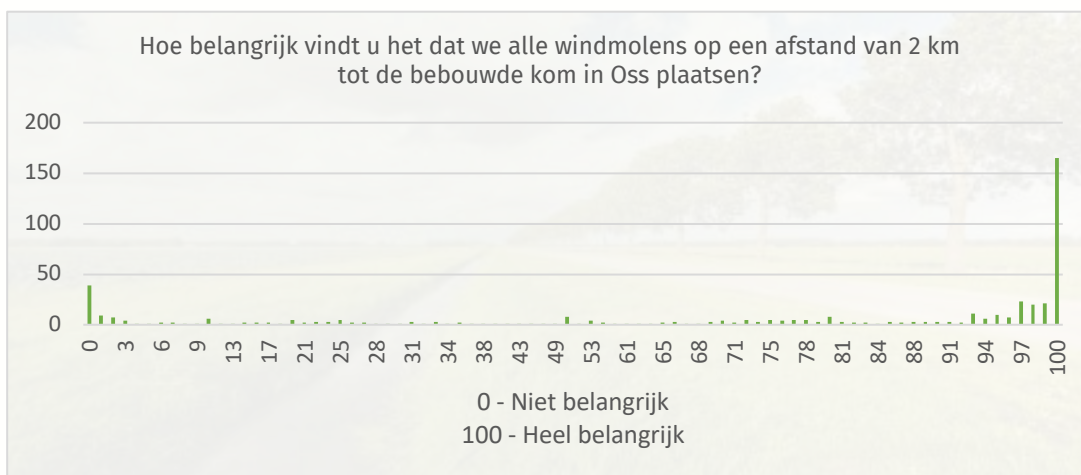 Hoe belangrijk vindt u het dat we alle windmolens op een afstand van 2 km
tot de bebouwde kom in Oss plaatsen?
200
150
100
50
0
0 3 6 9 13 17 21 25 28 31 34 38 43 49 53 61 65 68 71 75 78 81 84 88 91 94 97 100
0 - Niet belangrijk
100 - Heel belangrijk